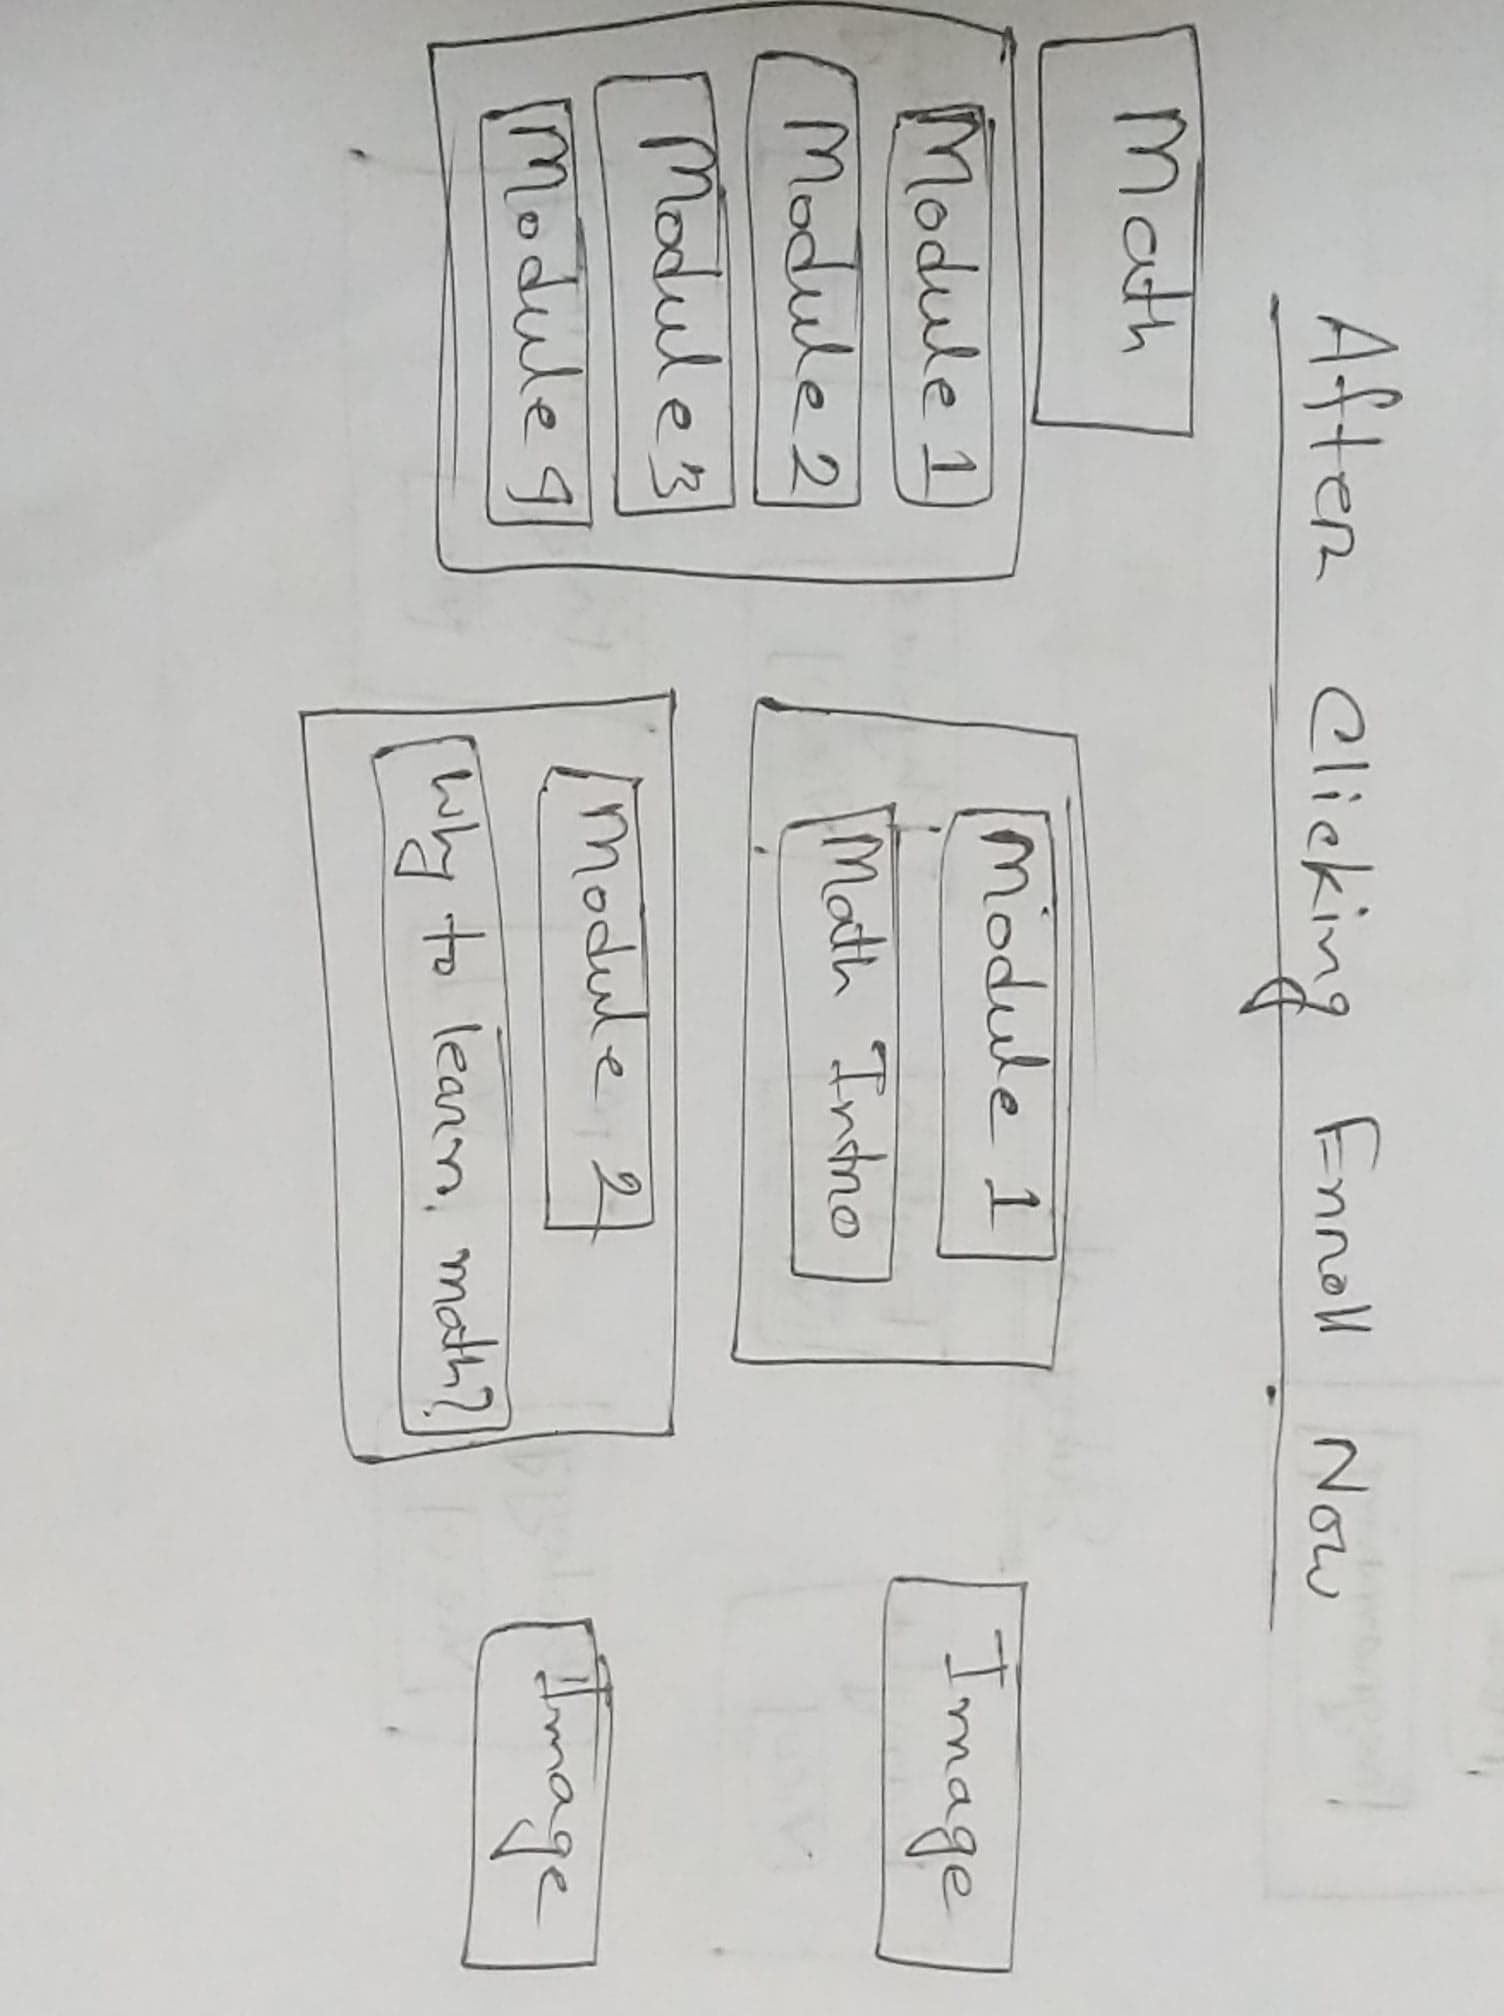 After Clicking Enroll Now
Math
Module 1
Module 2
Module 3
Module 4
Module 1
Math Intro
Module 2
Why to learn math?
Image
Image